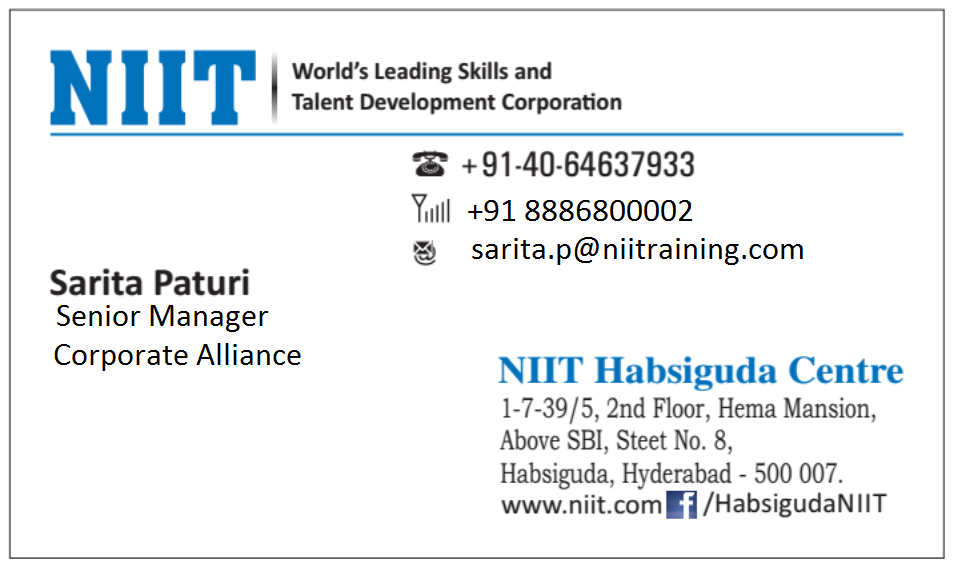 NIIT
World's Leading Skills and
Talent Development Corporation
+91-40-64637933
+91 8886800002
sarita.p@niitraining.com
Sarita Paturi
Senior Manager
Corporate Alliance
NIIT Habsiguda Centre
1-7-39/5, 2nd Floor, Hema Mansion,
Above SBI, Steet No. 8,
Habsiguda, Hyderabad - 500 007.
www.niit.com f /HabsigudaNIIT